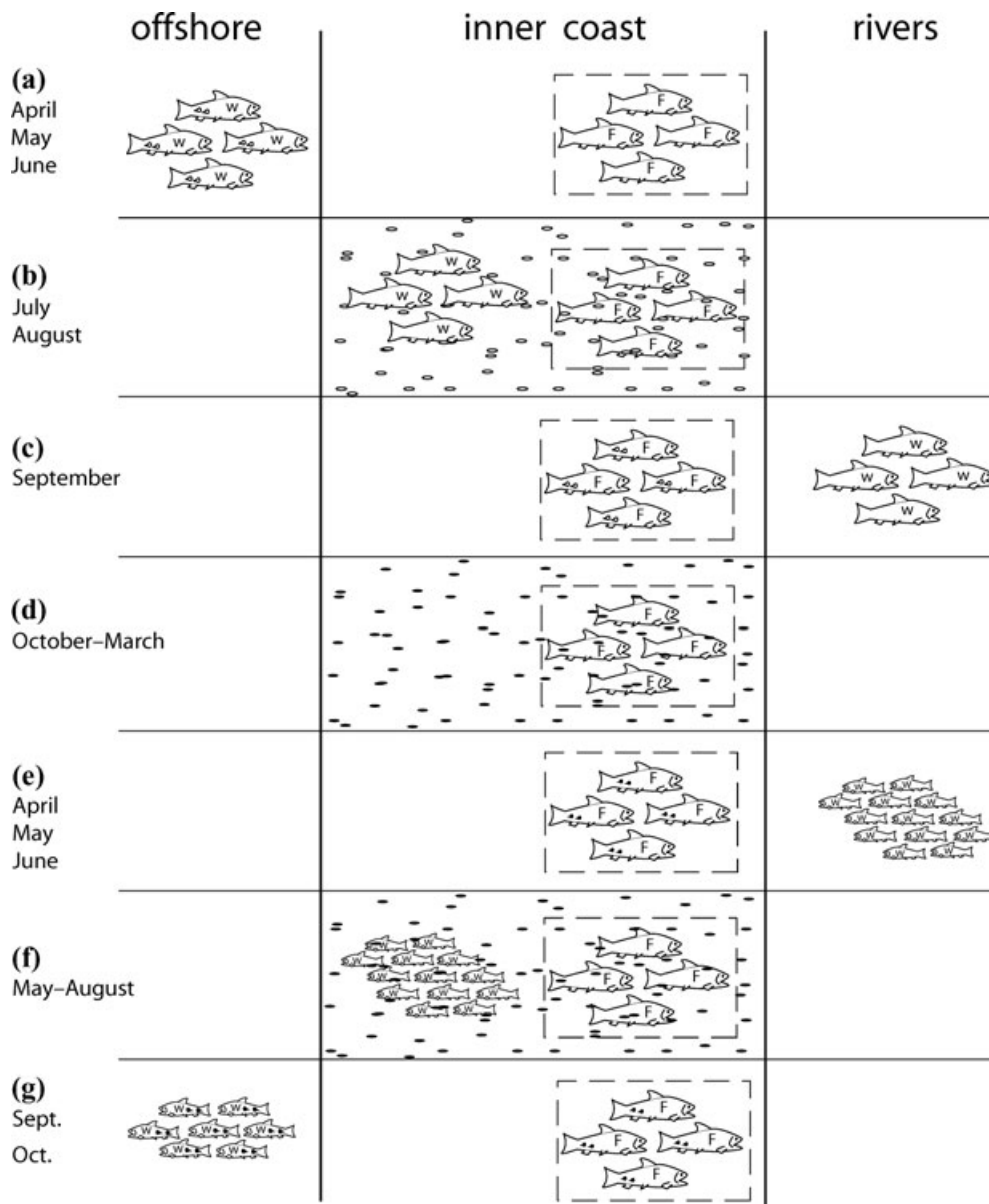 offshore inner coast rivers
(a)
April
May
June
W
W W
W
F
F F
F
(b)
July
August
W
W W
W
F
F F
F
(c)
September
F
F F
F
W
W W
W
(d)
October–March
F
F F
F
(e)
April
May
June
F
F F
F
W W
W W W
W W W
W W W
W W
(f)
May–August
W W
W W W
W W W
W W W
W W
F
F F
F
(g)
Sept.
Oct.
W W
W W W
W W
F
F F
F